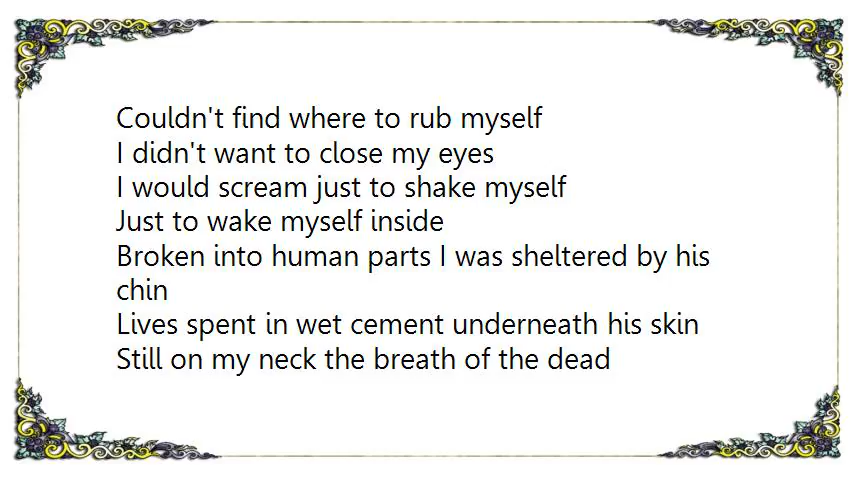 Couldn't find where to rub myself
I didn't want to close my eyes
I would scream just to shake myself
Just to wake myself inside
Broken into human parts I was sheltered by his
chin
Lives spent in wet cement underneath his skin
Still on my neck the breath of the dead